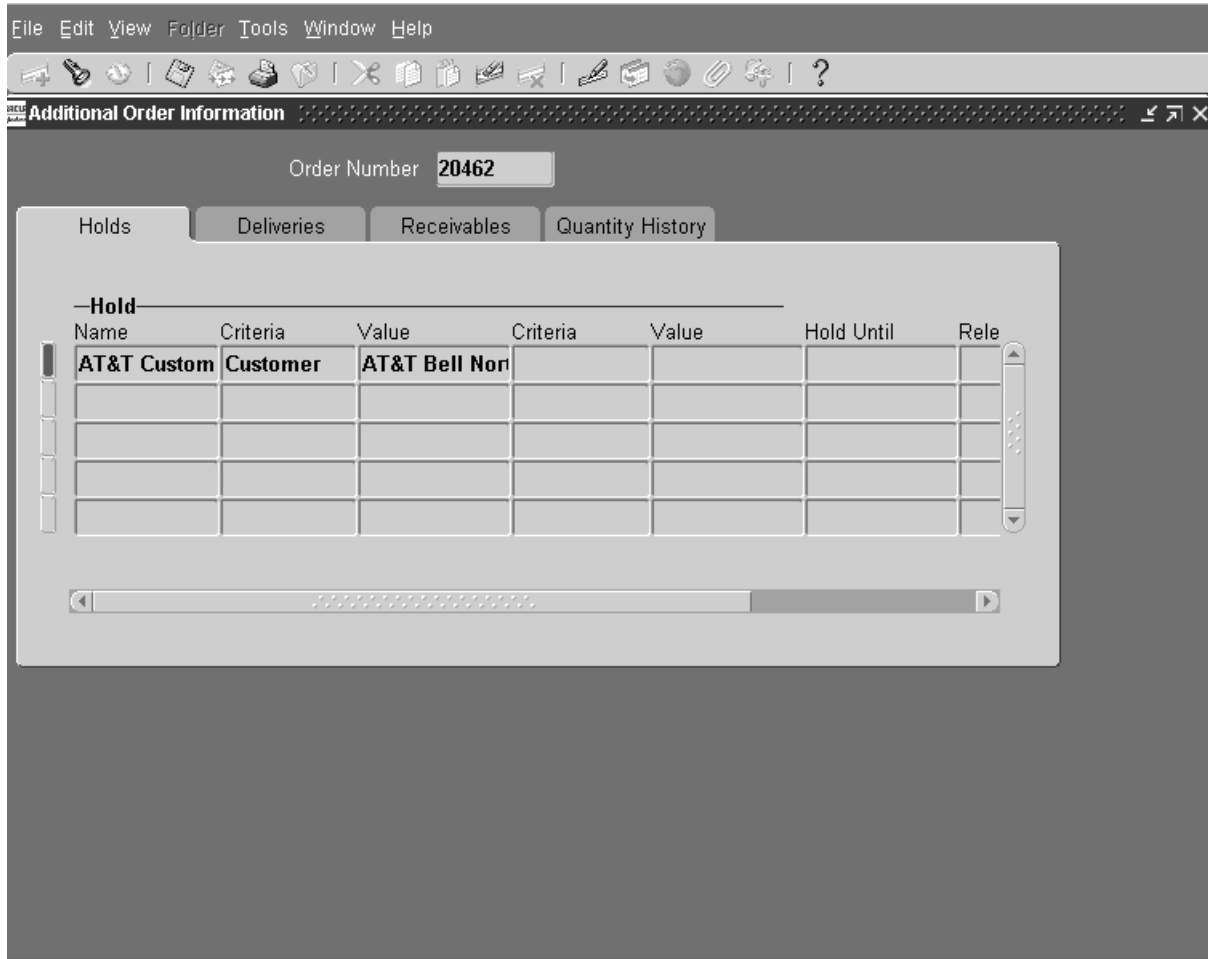 File Edit View Folder Tools Window Help
Additional Order Information
Order Number 20462
Holds Deliveries Receivables Quantity History
Hold
Name Criteria Value Criteria Value Hold Until Rele
AT&T Custom Customer AT&T Bell Nort